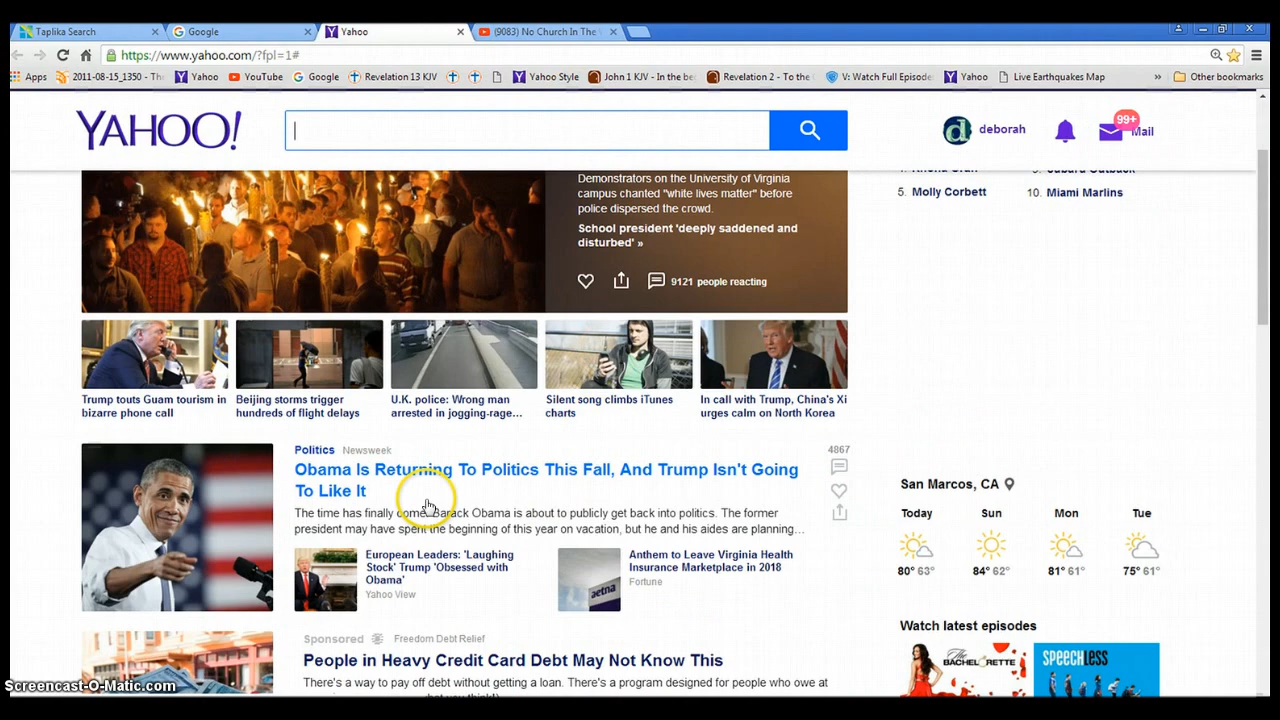 Taplika Search
Google
Yahoo
(9083) No Church In The
https://www.yahoo.com/?fpl=1#
Apps
2011-08-15_1350 - Th
Yahoo
YouTube
Google
Revelation 13 KJV
Yahoo Style
John 1 KJV - In the be
Revelation 2 - To the
V: Watch Full Episode
Yahoo
Live Earthquakes Map
»
Other bookmarks
YAHOO!
deborah
99+
Mail
Demonstrators on the University of Virginia
campus chanted "white lives matter" before
police dispersed the crowd.
School president 'deeply saddened and
disturbed' »
9121 people reacting
5. Molly Corbett
10. Miami Marlins
Trump touts Guam tourism in
bizarre phone call
Beijing storms trigger
hundreds of flight delays
U.K. police: Wrong man
arrested in jogging-rage...
Silent song climbs iTunes
charts
In call with Trump, China's Xi
urges calm on North Korea
Politics Newsweek
4867
Obama Is Returning To Politics This Fall, And Trump Isn't Going
To Like It
The time has finally come: Barack Obama is about to publicly get back into politics. The former
president may have spent the beginning of this year on vacation, but he and his aides are planning...
European Leaders: 'Laughing
Stock' Trump 'Obsessed with
Obama'
Yahoo View
aetna
Anthem to Leave Virginia Health
Insurance Marketplace in 2018
Fortune
San Marcos, CA
Today Sun Mon Tue
80° 63° 84° 62° 81° 61° 75° 61°
Sponsored Freedom Debt Relief
People in Heavy Credit Card Debt May Not Know This
There's a way to pay off debt without getting a loan. There's a program designed for people who owe at
Watch latest episodes
The BACHELORETTE
SPEECHLESS
Screencast-O-Matic.com